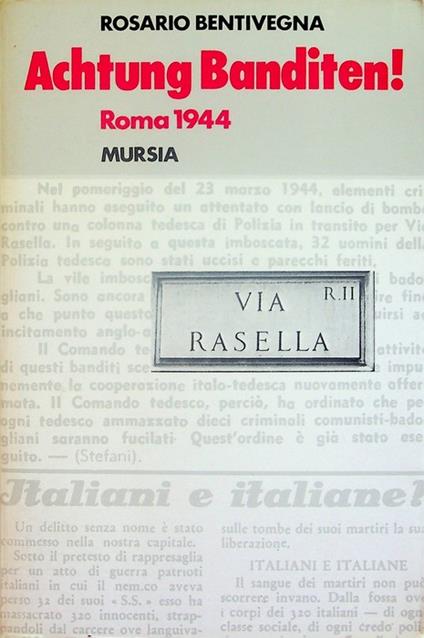 ROSARIO BENTIVEGNA
Achtung Banditen!
Roma 1944
MURSIA
Nel pomeriggio del 23 marzo 1944, elementi cri-
minali hanno eseguito un attentato con lancio di bombe
contro una colonna tedesca di Polizia in transito per Via
Rasella. In seguito a questa imboscata, 32 uomini della
Polizia tedesca sono stati uccisi e parecchi feriti.
La vile imbosc
gliani. Sono ancora
a che punto questo
incitamento anglo-a
Il Comando te
di questi banditi sce
nemente la cooperazione italo-tedesca nuovamente affer-
mata. Il Comando tedesco, perciò, ha ordinato che pe
ogni tedesco ammazzato dieci criminali comunisti-bado-
gliani saranno fucilati. Quest'ordine è già stato ese-
guito. — (Stefani).
VIA R.II
RASELLA
Italiani e italiane!
Un delitto senza nome è stato
commesso nella nostra capitale.
Sotto il pretesto di rappresaglia
per un atto di guerra patrioti
italiani in cui il nem.co aveva
perso 32 dei suoi « S.S. » esso ha
massacrato 320 innocenti, strap-
pandoli dal carcere ove languiva-
sulle tombe dei suoi martiri la sua
liberazione.
ITALIANI E ITALIANE
Il sangue dei martiri non può
scorrere invano. Dalla fossa ove
i corpi dei 320 italiani — di ogni
classe sociale, di ogni credo poli-